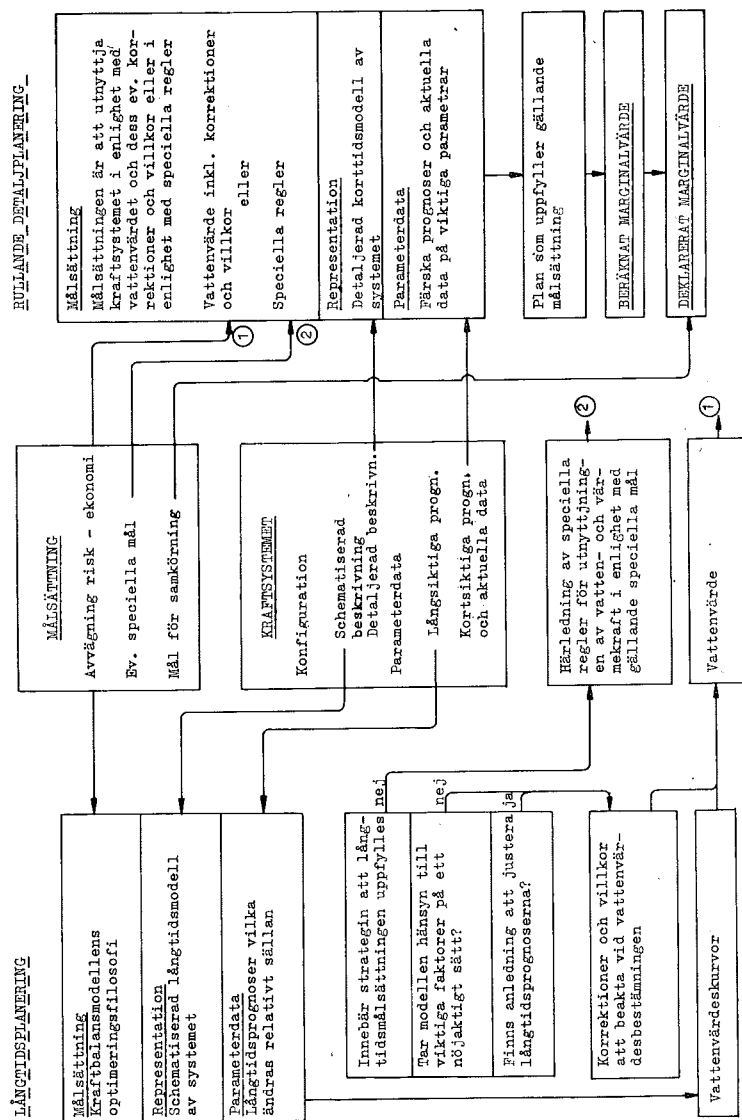 LÅNGTIDSPLANERING
Målsättning
Kraftbalansmodellens
optimeringsfilosofi
Representation
Schematiserad långtidsmodell
av systemet
Parameterdata
Långtidsprognoser vilka
ändras relativt sällan
Innebär strategin att lång-
tidsmålsättningen uppfylles
nej
Tar modellen hänsyn till
viktiga faktorer på ett
nöjaktigt sätt?
nej
Finns anledning att justera
långtidsprognoserna?
ja
Korrektioner och villkor
att beakta vid vattenvär-
desbestämningen
Vattenvärdeskurvor
MÅLSÄTTNING
Avvägning risk - ekonomi
Ev. speciella mål
Mål för samkörning
KRAFTSYSTEMET
Konfiguration
Schematiserad
beskrivning
Detaljerad beskrivn.
Parameterdata
Långsiktiga progn.
Kortsiktiga progn.
och aktuella data
Härledning av speciella
regler för utnyttjning-
en av vatten- och vär-
mekraft i enlighet med
gällande speciella mål
2
Vattenvärde
1
RULLANDE DETALJPLANERING
Målsättning
Målsättningen är att utnyttja
kraftsystemet i enlighet med
vattenvärdet och dess ev. kor-
rektioner och villkor eller i
enlighet med speciella regler
1
Vattenvärde inkl. korrektioner
och villkor
eller
2
Speciella regler
Representation
Detaljerad korttidsmodell av
systemet
Parameterdata
Färska prognoser och aktuella
data på viktiga parametrar
Plan som uppfyller gällande
målsättning
BERÄKNAT MARGINALVÄRDE
DEKLARERAT MARGINALVÄRDE